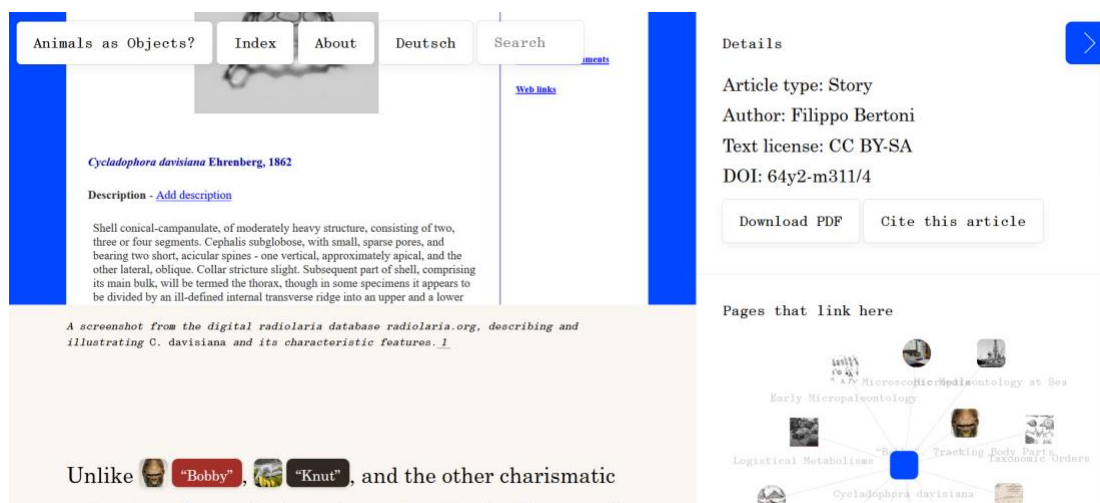 Animals as Objects?
Index
About
Deutsch
Search
Web links
Cycladophora davisiana Ehrenberg, 1862
Description - Add description
Shell conical-campanulate, of moderately heavy structure, consisting of two,
three or four segments. Cephalis subglobose, with small, sparse pores, and
bearing two short, acicular spines - one vertical, approximately apical, and the
other lateral, oblique. Collar stricture slight. Subsequent part of shell, comprising
its main bulk, will be termed the thorax, though in some specimens it appears to
be divided by an ill-defined internal transverse ridge into an upper and a lower
A screenshot from the digital radiolaria database radiolaria.org, describing and
illustrating C. davisiana and its characteristic features. 1
Unlike "Bobby", "Knut", and the other charismatic
Details
Article type: Story
Author: Filippo Bertoni
Text license: CC BY-SA
DOI: 64y2-m311/4
Download PDF
Cite this article
Pages that link here
Early Micropaleontology
Logistical Metabolisms
Tracking Body Parts
Taxonomic Orders
Cycladophora davisiana